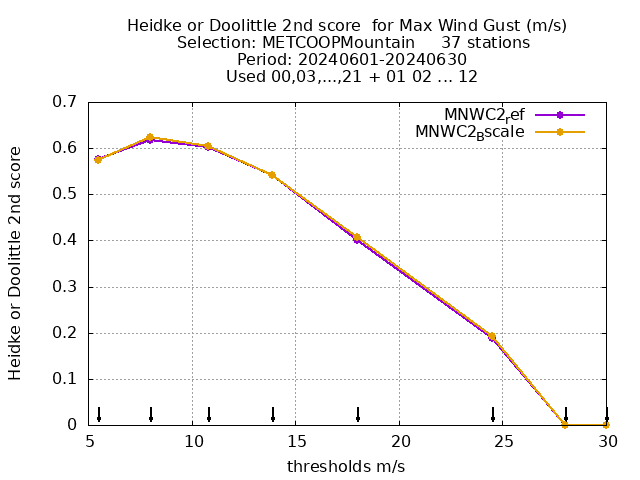 Heidke or Doolittle 2nd score  for Max Wind Gust (m/s)
Selection: METCOOPMountain     37 stations
Period: 20240601-20240630
Used 00,03,...,21 + 01 02 ... 12
MNWC2ref
MNWC2Bscale
Heidke or Doolittle 2nd score
0.7
0.6
0.5
0.4
0.3
0.2
0.1
0
5 10 15 20 25 30
thresholds m/s